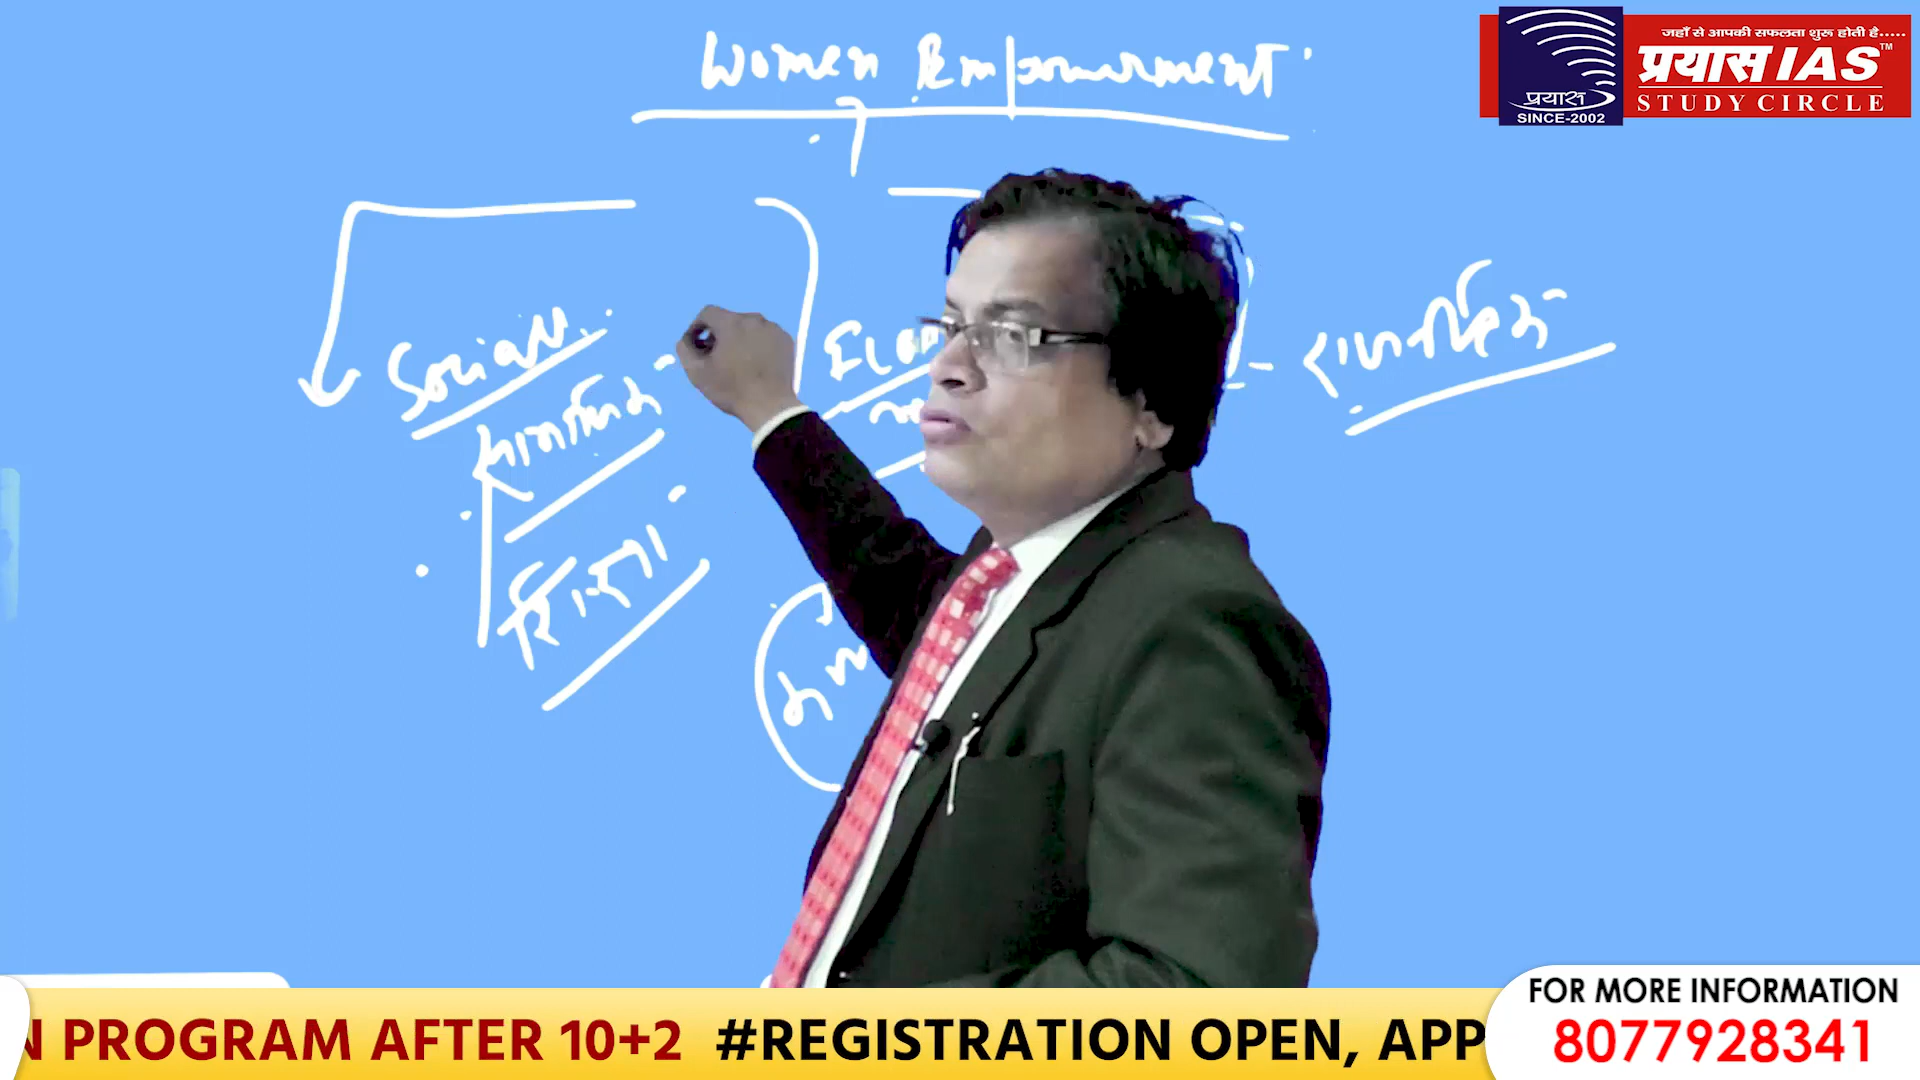 Women Empowerment
जहाँ से आपकी सफलता शुरू होती है.....
प्रयास IAS™
STUDY CIRCLE
प्रयास
SINCE-2002
Social
सामाजिक
शिक्षा
राजनैतिक
FOR MORE INFORMATION
8077928341
N PROGRAM AFTER 10+2 #REGISTRATION OPEN, APP